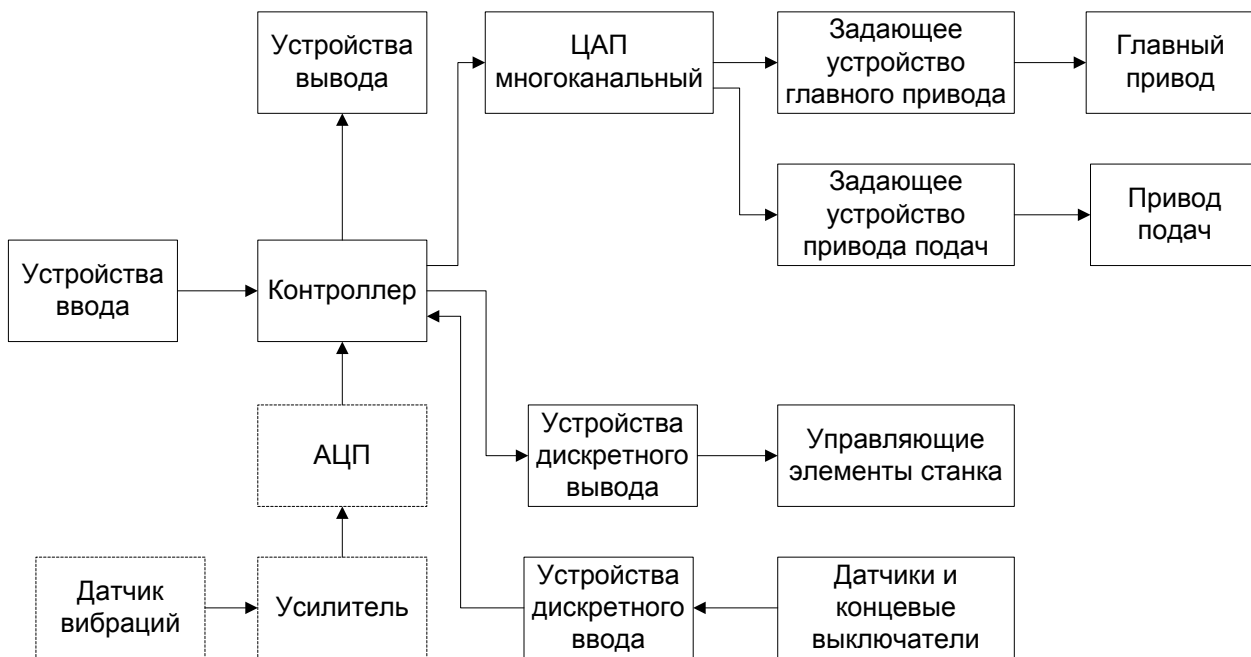 Устройства
вывода
ЦАП
многоканальный
Задающее
устройство
главного привода
Главный
привод
Задающее
устройство
привода подач
Привод
подач
Устройства
ввода
Контроллер
АЦП
Устройства
дискретного
вывода
Управляющие
элементы станка
Датчик
вибраций
Усилитель
Устройства
дискретного
ввода
Датчики и
концевые
выключатели